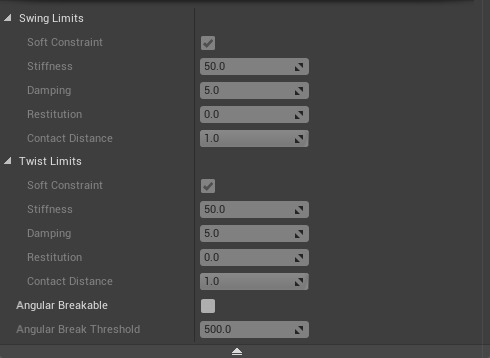 Swing Limits
Soft Constraint
Stiffness 50.0
Damping 5.0
Restitution 0.0
Contact Distance 1.0
Twist Limits
Soft Constraint
Stiffness 50.0
Damping 5.0
Restitution 0.0
Contact Distance 1.0
Angular Breakable
Angular Break Threshold 500.0